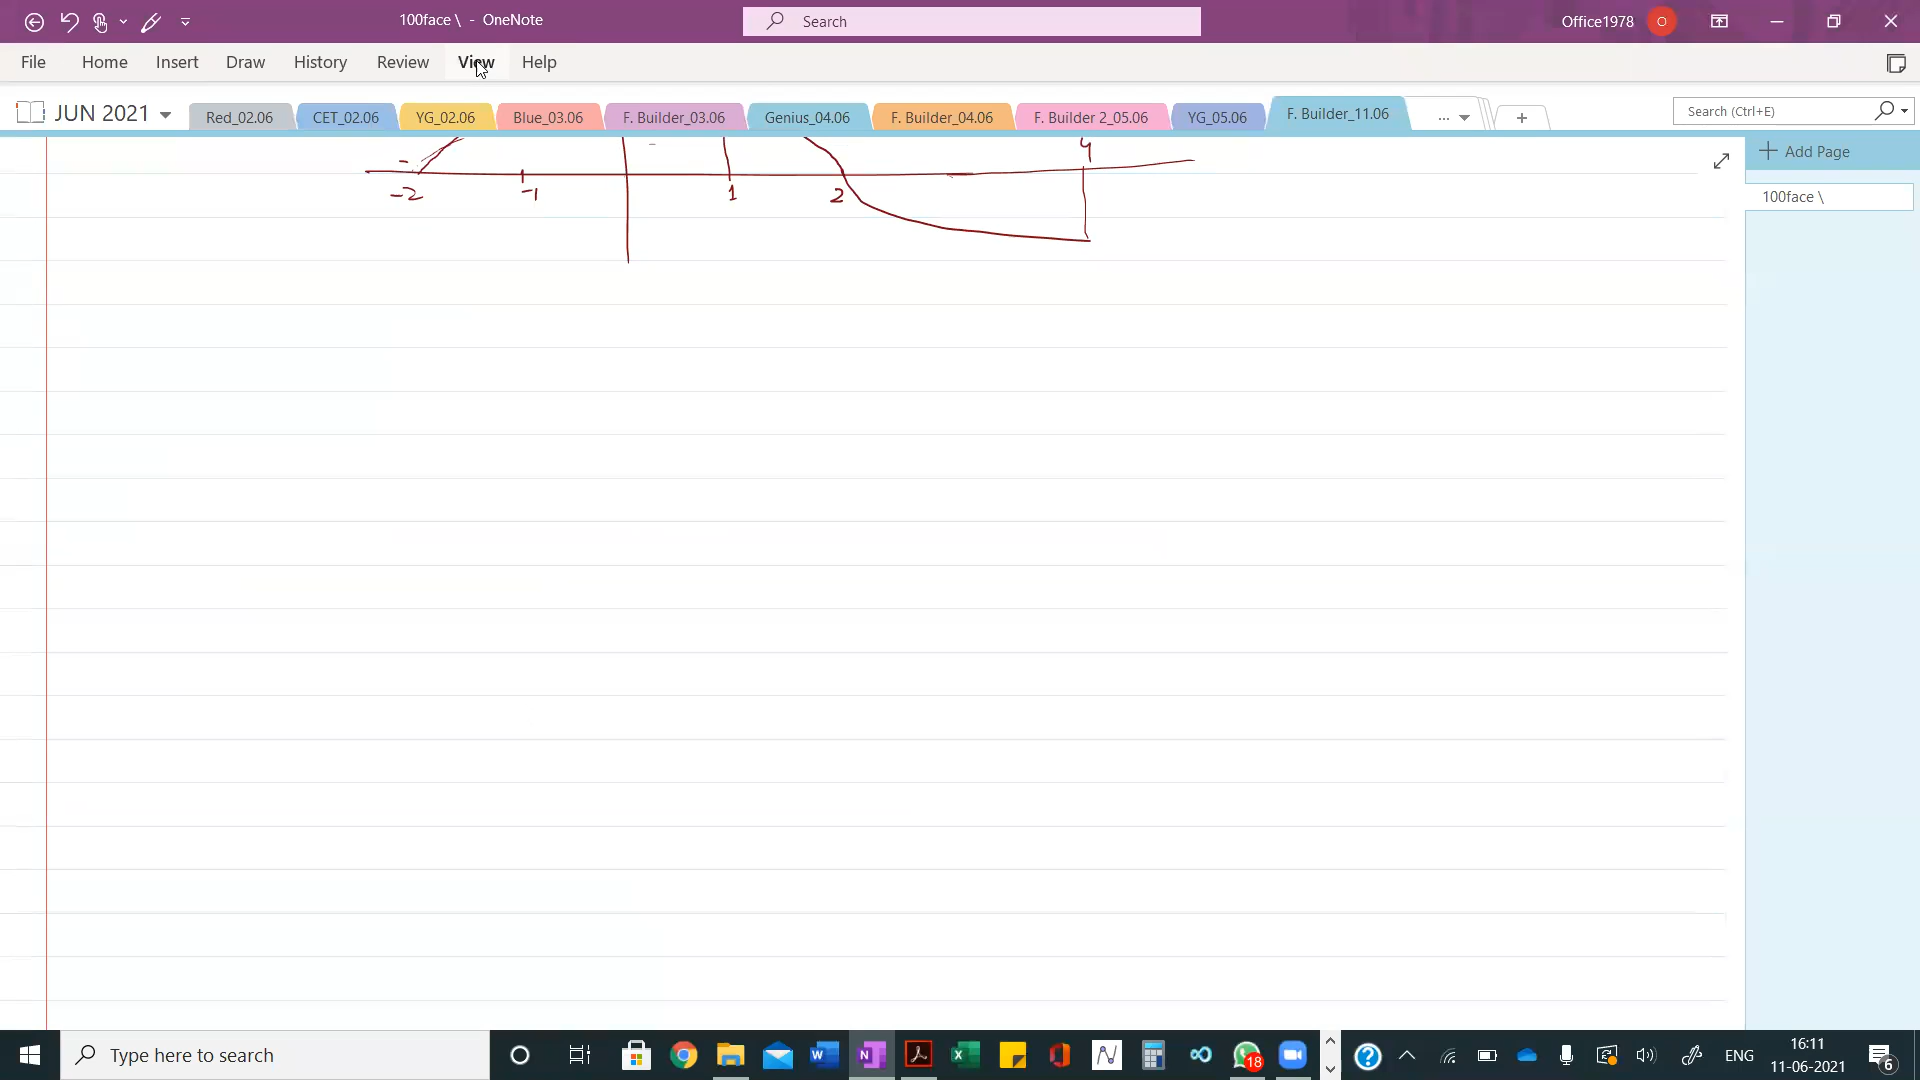 100face \ - OneNote
Search
Office1978
O
File Home Insert Draw History Review View Help
JUN 2021
Red_02.06 CET_02.06 YG_02.06 Blue_03.06 F. Builder_03.06 Genius_04.06 F. Builder_04.06 F. Builder 2_05.06 YG_05.06 F. Builder_11.06 ...
Search (Ctrl+E)
Add Page
100face \
4
-2 -1 1 2
Type here to search
18
ENG
16:11
11-06-2021
6